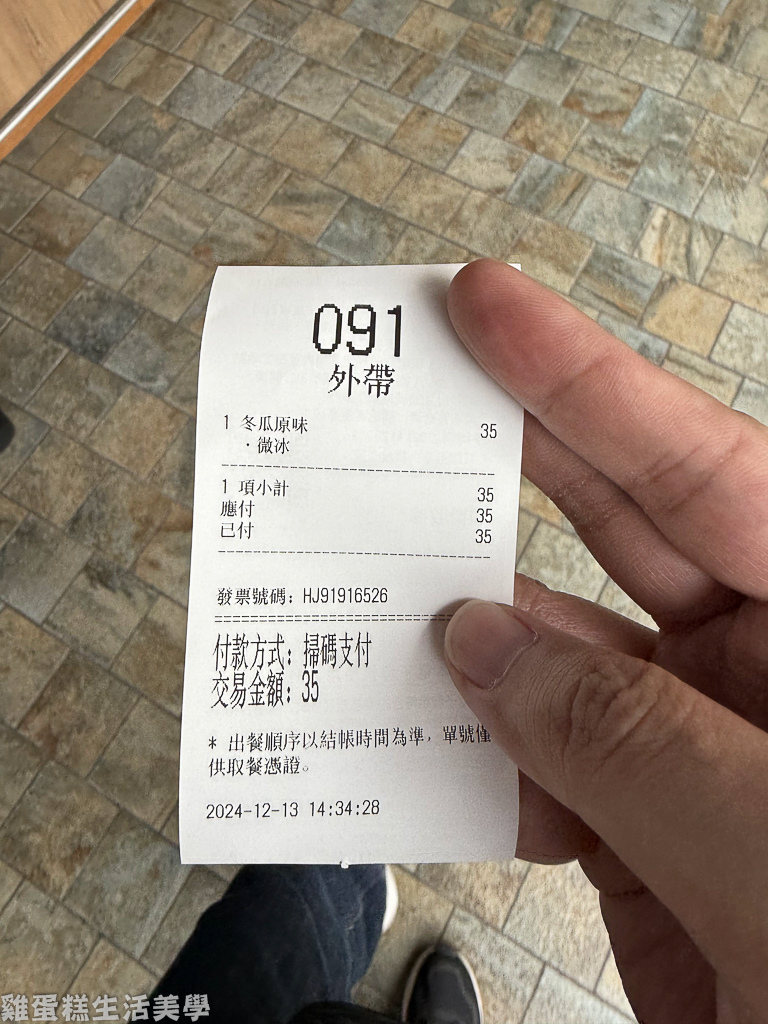 091
外帶
1 冬瓜原味 35
・微冰
1 項小計 35
應付 35
已付 35
發票號碼: HJ91916526
付款方式: 掃碼支付
交易金額: 35
* 出餐順序以結帳時間為準, 單號僅
供取餐憑證。
2024-12-13 14:34:28
雞蛋糕生活美學